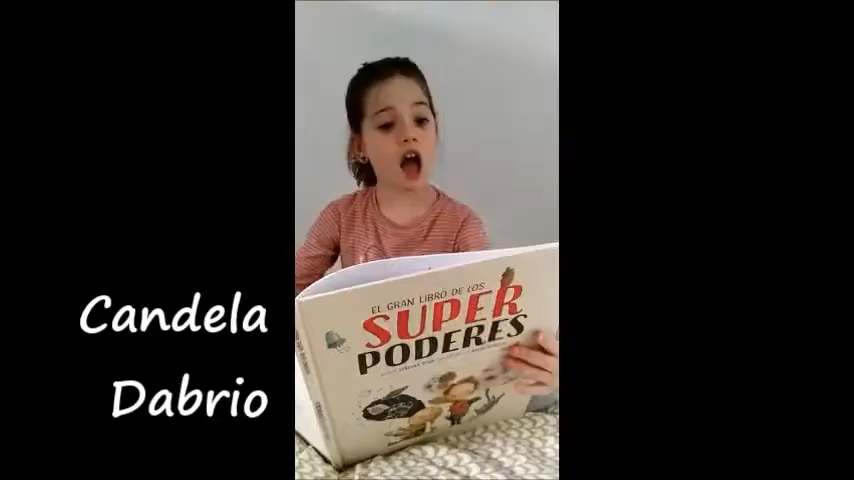 Candela
Dabrio
EL GRAN LIBRO DE LOS
SUPER
PODERES